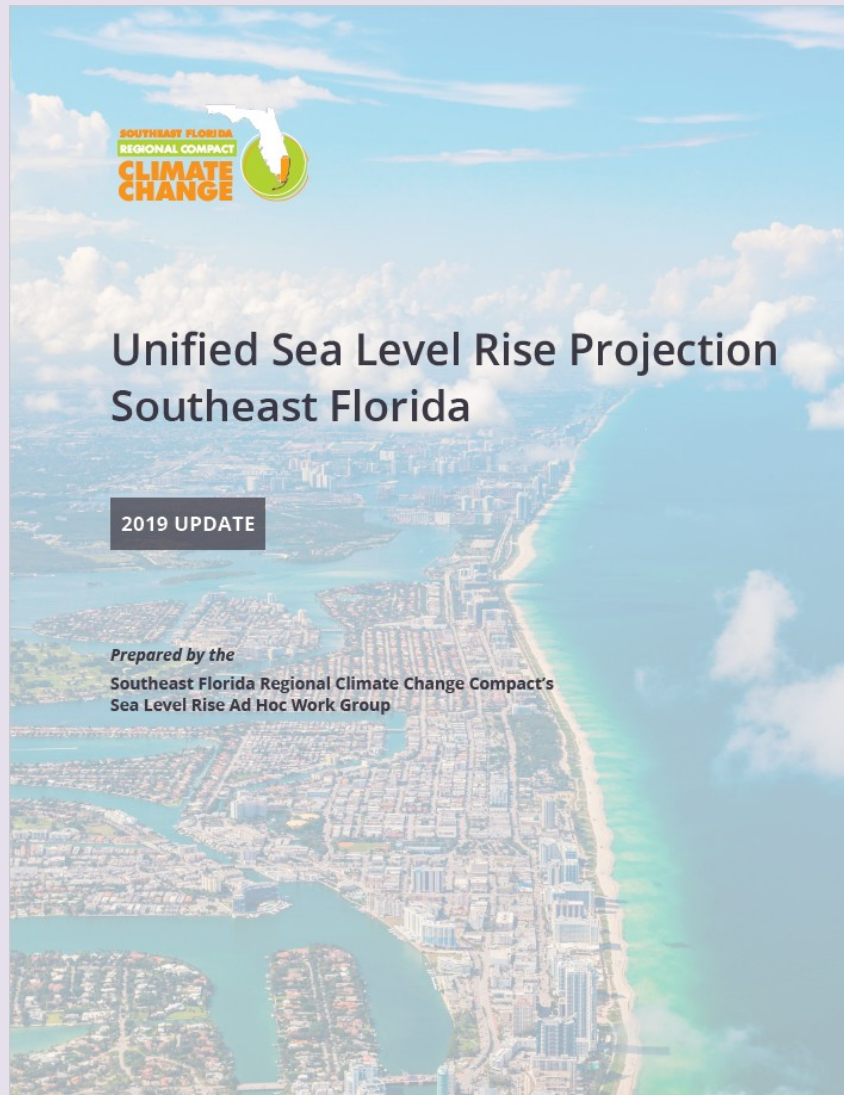 SOUTHEAST FLORIDA
REGIONAL COMPACT
CLIMATE
CHANGE
Unified Sea Level Rise Projection
Southeast Florida
2019 UPDATE
Prepared by the
Southeast Florida Regional Climate Change Compact’s
Sea Level Rise Ad Hoc Work Group